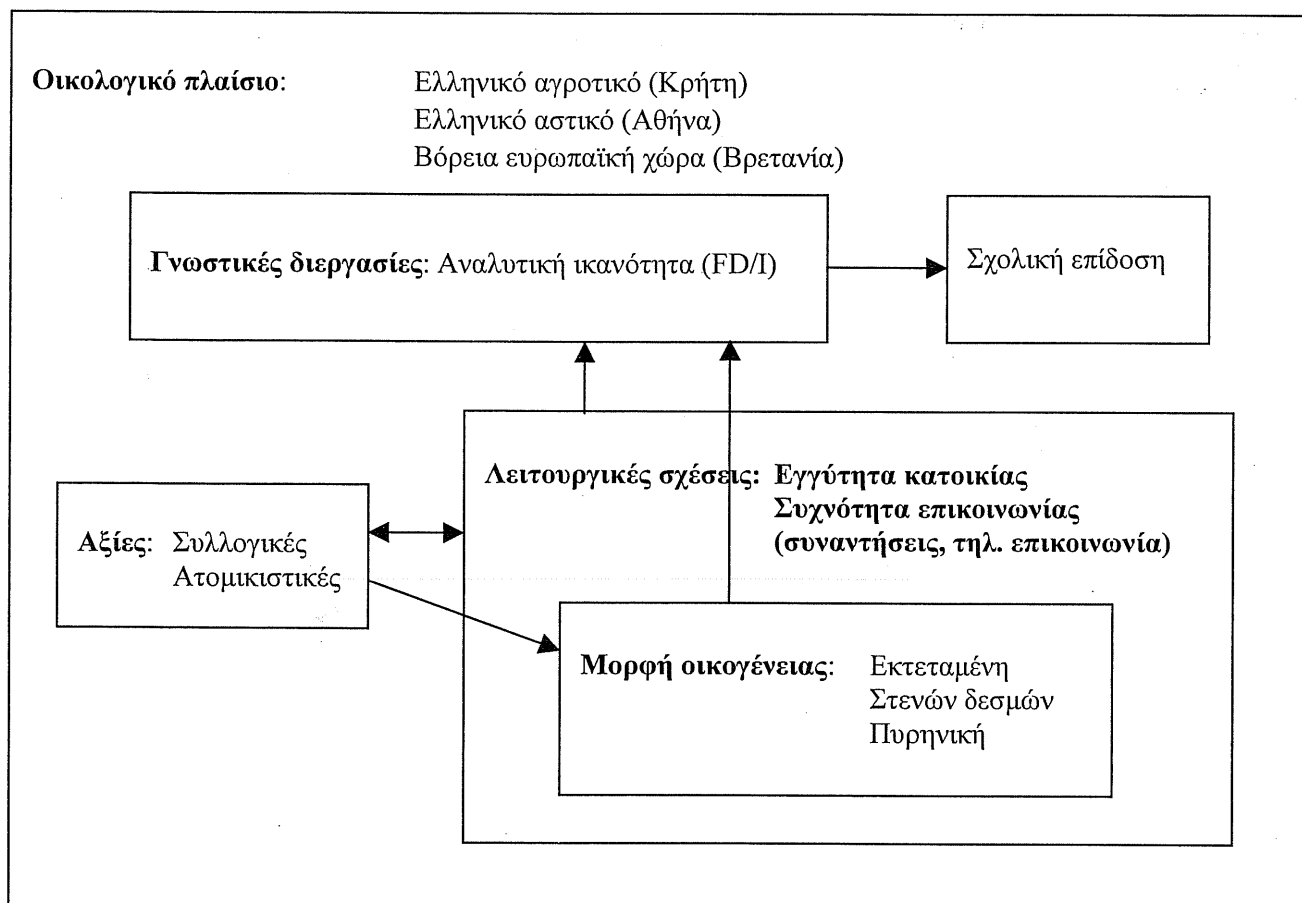 Οικολογικό πλαίσιο: Ελληνικό αγροτικό (Κρήτη)
Ελληνικό αστικό (Αθήνα)
Βόρεια ευρωπαϊκή χώρα (Βρετανία)
Γνωστικές διεργασίες: Αναλυτική ικανότητα (FD/I)
Σχολική επίδοση
Λειτουργικές σχέσεις: Εγγύτητα κατοικίας
Συχνότητα επικοινωνίας
(συναντήσεις, τηλ. επικοινωνία)
Αξίες: Συλλογικές
Ατομικιστικές
Μορφή οικογένειας: Εκτεταμένη
Στενών δεσμών
Πυρηνική